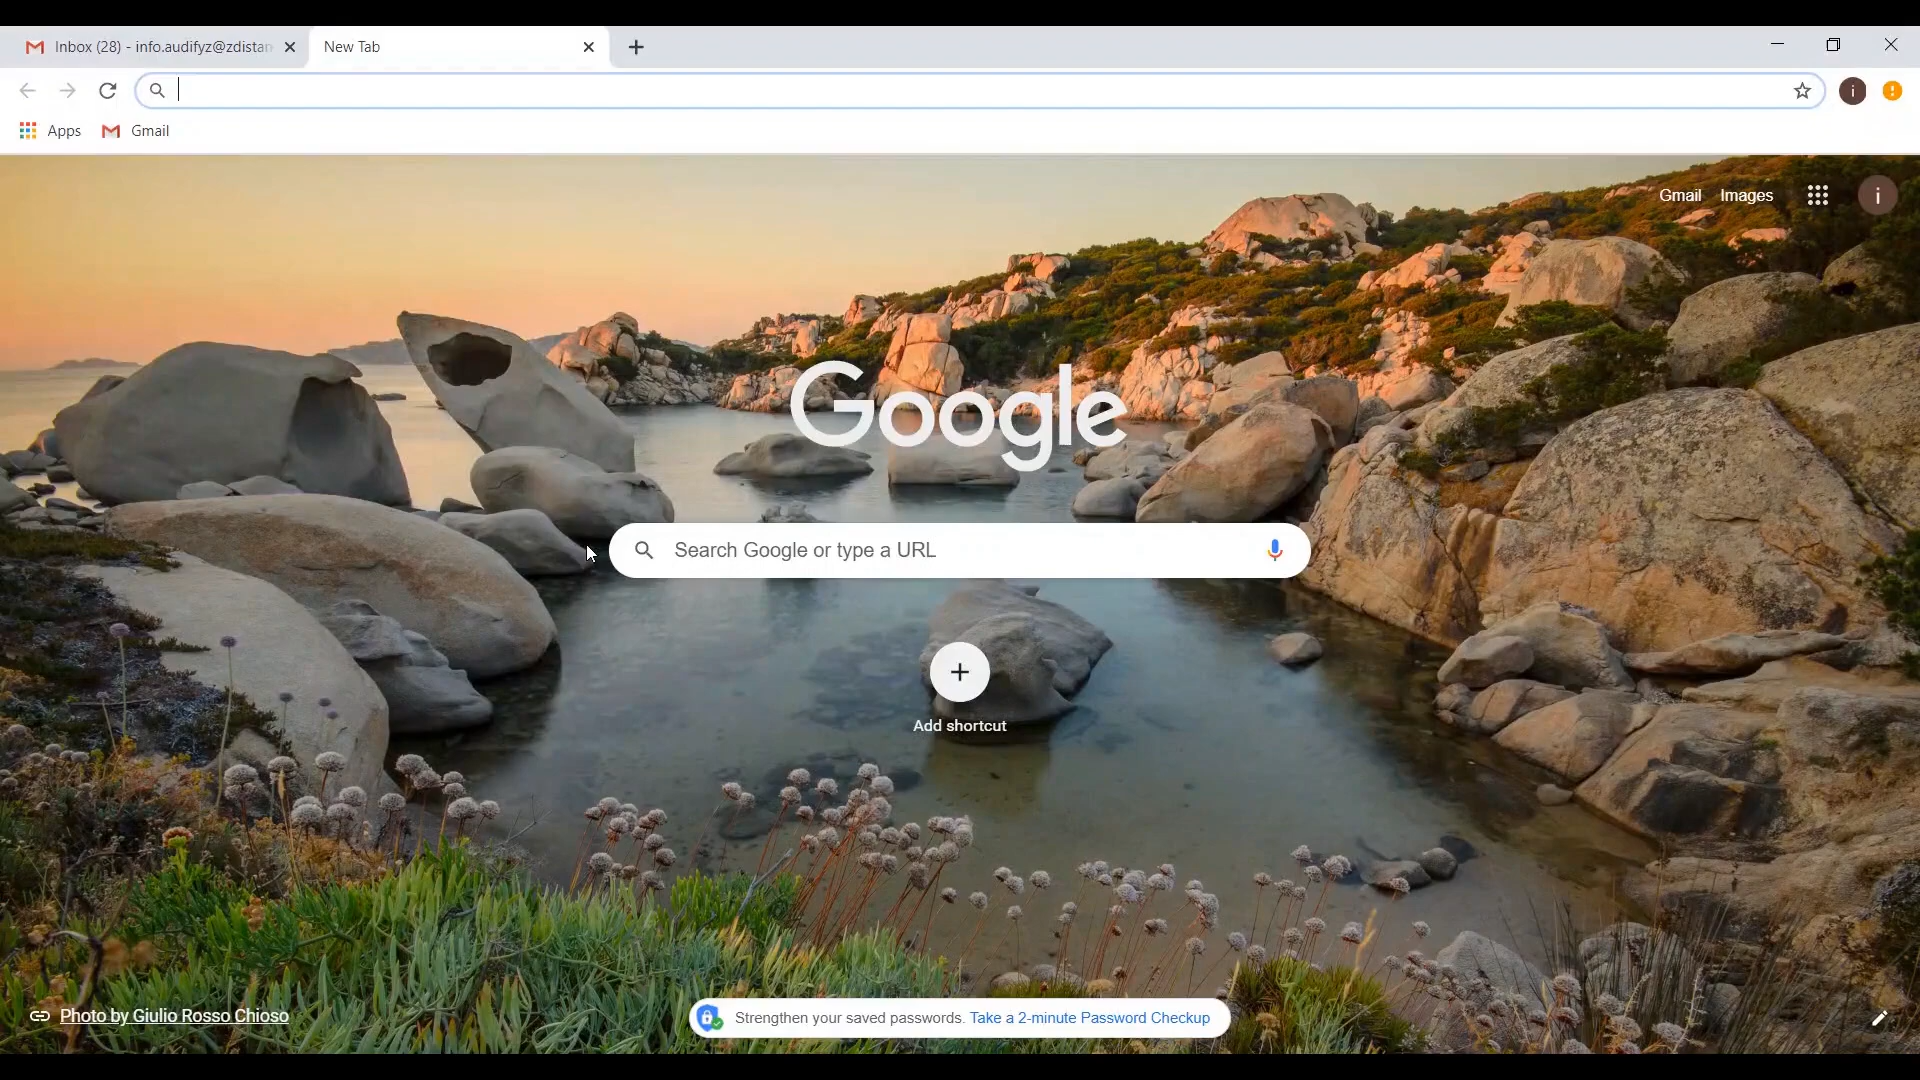 Inbox (28) - info.audifyz@zdistan
New Tab
Apps
Gmail
i
Gmail
Images
i
Google
Search Google or type a URL
Add shortcut
Photo by Giulio Rosso Chioso
Strengthen your saved passwords. Take a 2-minute Password Checkup